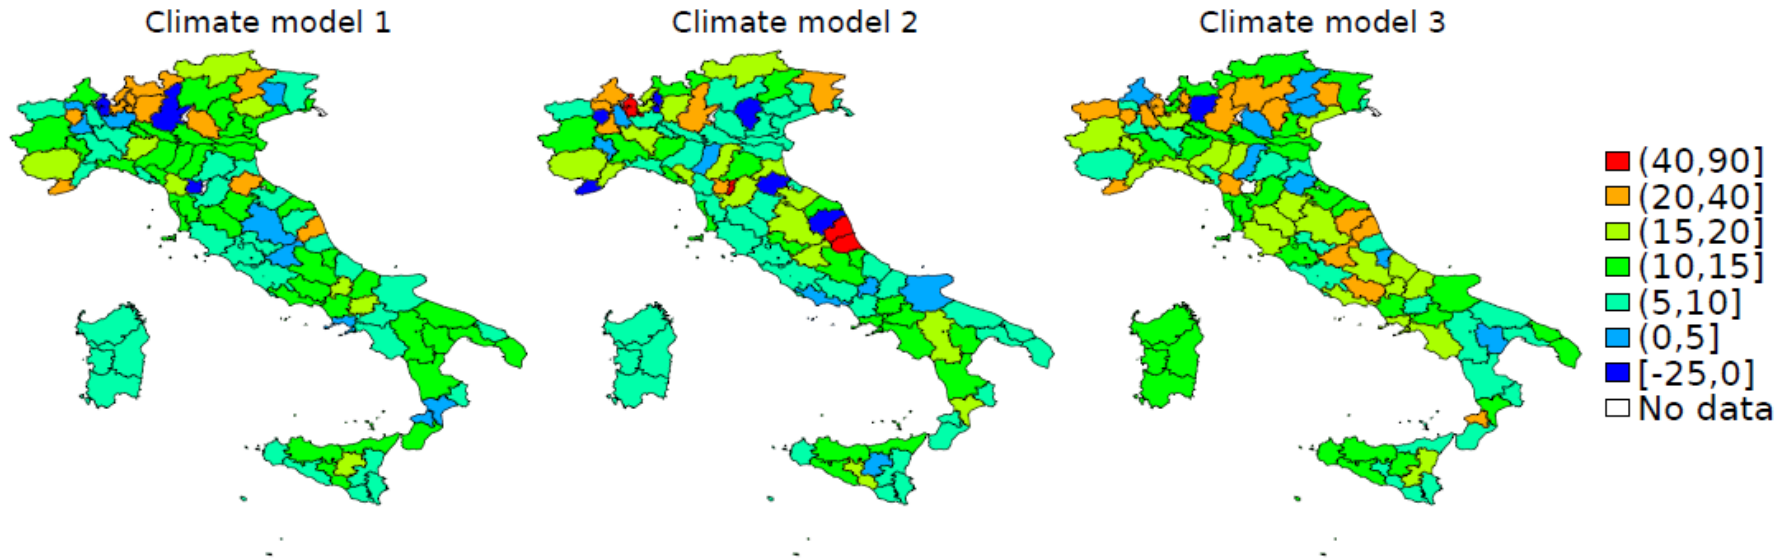 Climate model 1
Climate model 2
Climate model 3
(40,90]
(20,40]
(15,20]
(10,15]
(5,10]
(0,5]
[-25,0]
No data